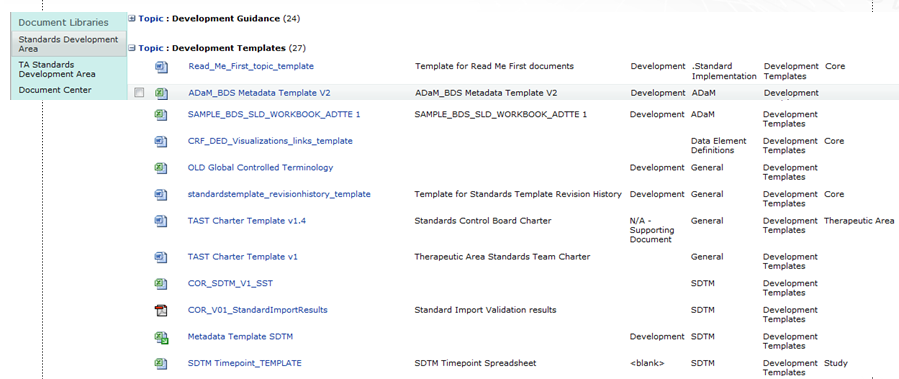 Document Libraries
Standards Development
Area
TA Standards
Development Area
Document Center
Topic : Development Guidance (24)
Topic : Development Templates (27)
Read_Me_First_topic_template Template for Read Me First documents Development .Standard Development Core
Implementation Templates
ADaM_BDS Metadata Template V2 ADaM_BDS Metadata Template V2 Development ADaM Development
SAMPLE_BDS_SLD_WORKBOOK_ADTTE 1 SAMPLE_BDS_SLD_WORKBOOK_ADTTE 1 Development ADaM Development
Templates
CRF_DED_Visualizations_links_template Data Element Development Core
Definitions Templates
OLD Global Controlled Terminology Development General Development
Templates
standardstemplate_revisionhistory_template Template for Standards Template Revision History Development General Development Core
Templates
TAST Charter Template v1.4 Standards Control Board Charter N/A - General Development Therapeutic Area
Supporting Templates
Document
TAST Charter Template v1 Therapeutic Area Standards Team Charter General Development
Templates
COR_SDTM_V1_SST SDTM Development
Templates
COR_V01_StandardImportResults Standard Import Validation results SDTM Development
Templates
Metadata Template SDTM Development SDTM Development
Templates
SDTM Timepoint_TEMPLATE SDTM Timepoint Spreadsheet <blank> SDTM Development Study
Templates